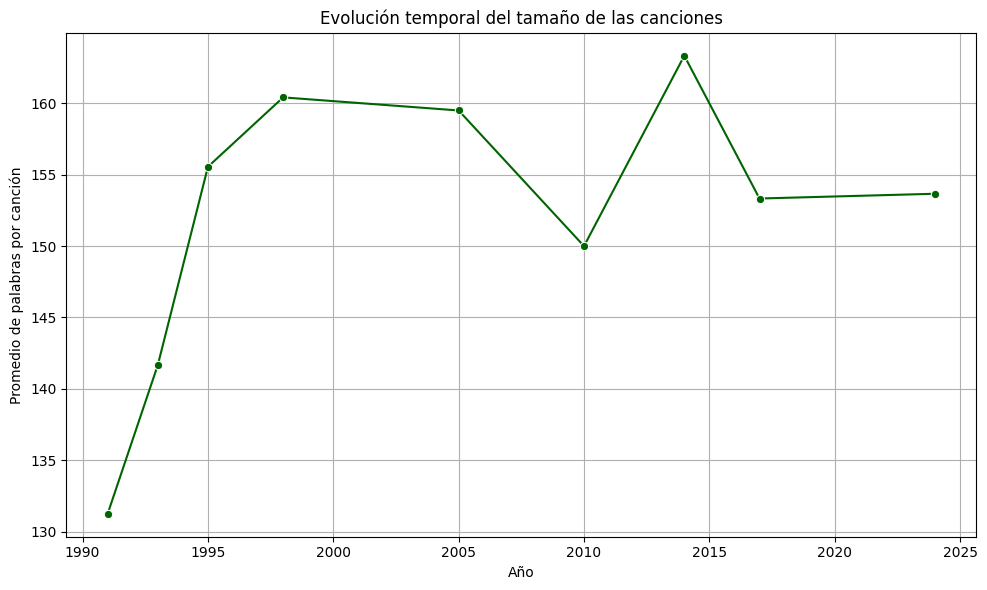 Evolución temporal del tamaño de las canciones
Promedio de palabras por canción
160
155
150
145
140
135
130
1990 1995 2000 2005 2010 2015 2020 2025
Año